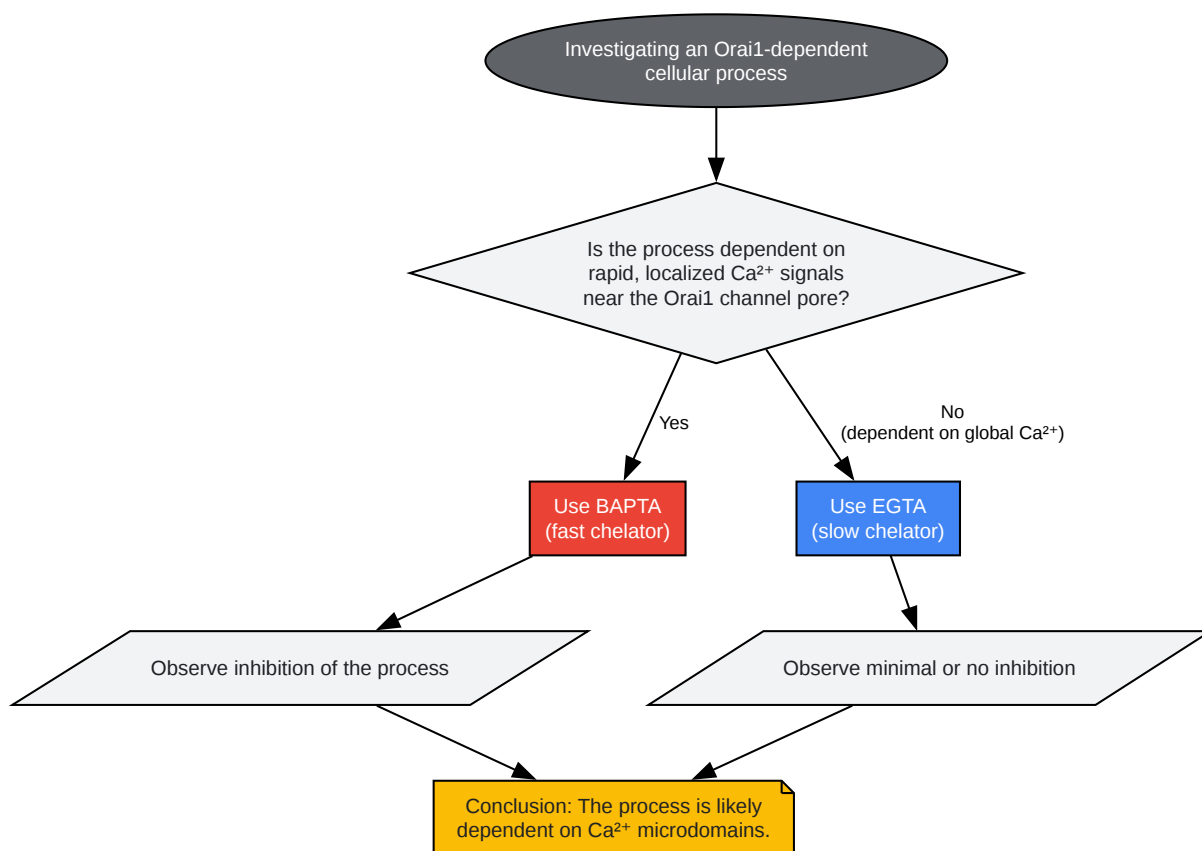 Investigating an Orai1-dependent
cellular process
Is the process dependent on
rapid, localized Ca²⁺ signals
near the Orai1 channel pore?
Yes
No
(dependent on global Ca²⁺)
Use BAPTA
(fast chelator)
Use EGTA
(slow chelator)
Observe inhibition of the process
Observe minimal or no inhibition
Conclusion: The process is likely
dependent on Ca²⁺ microdomains.